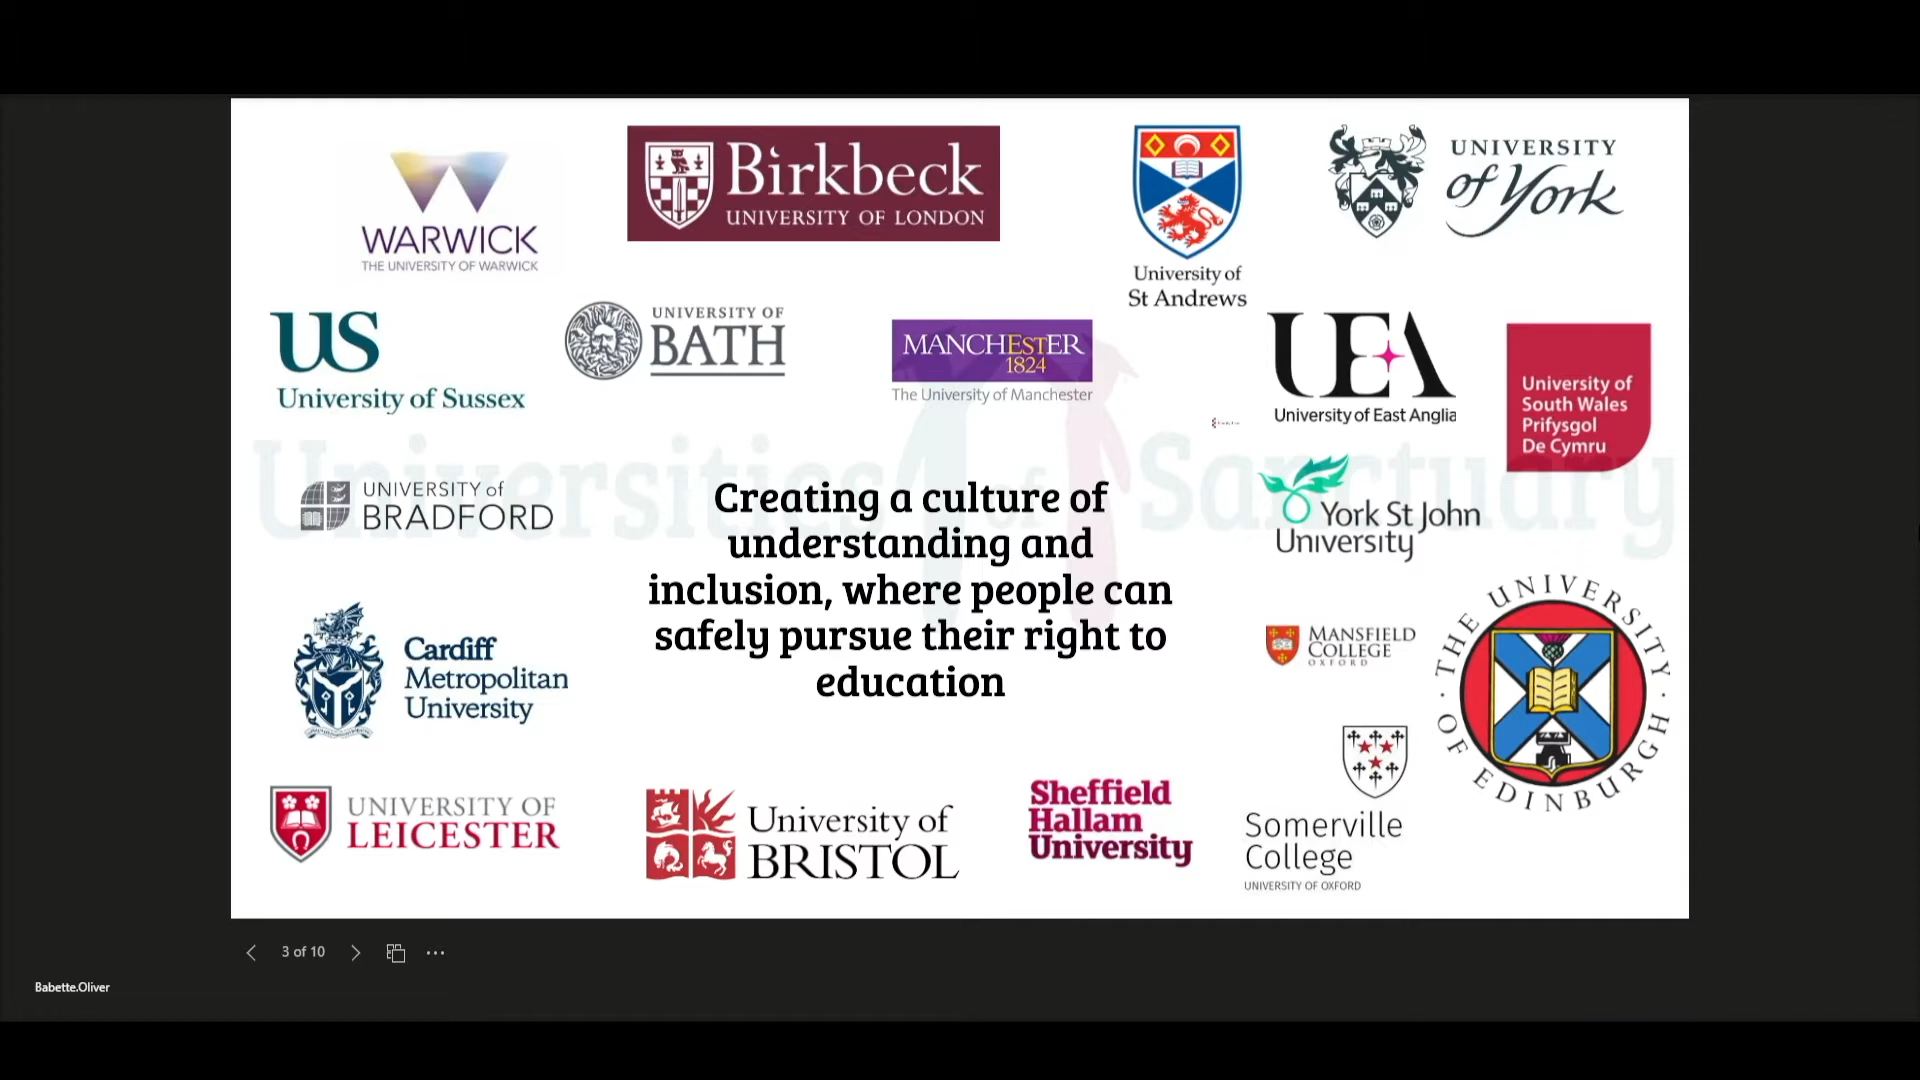 WARWICK
THE UNIVERSITY OF WARWICK
Birkbeck
UNIVERSITY OF LONDON
University of
St Andrews
UNIVERSITY
of York
US
University of Sussex
UNIVERSITY OF
BATH
MANCHESTER
1824
The University of Manchester
UEA
University of East Anglia
University of
South Wales
Prifysgol
De Cymru
Universities of Sanctuary
UNIVERSITY of
BRADFORD
Creating a culture of
understanding and
inclusion, where people can
safely pursue their right to
education
York St John
University
Cardiff
Metropolitan
University
MANSFIELD
COLLEGE
OXFORD
THE UNIVERSITY
OF EDINBURGH
UNIVERSITY OF
LEICESTER
University of
BRISTOL
Sheffield
Hallam
University
Somerville
College
UNIVERSITY OF OXFORD
3 of 10
Babette.Oliver